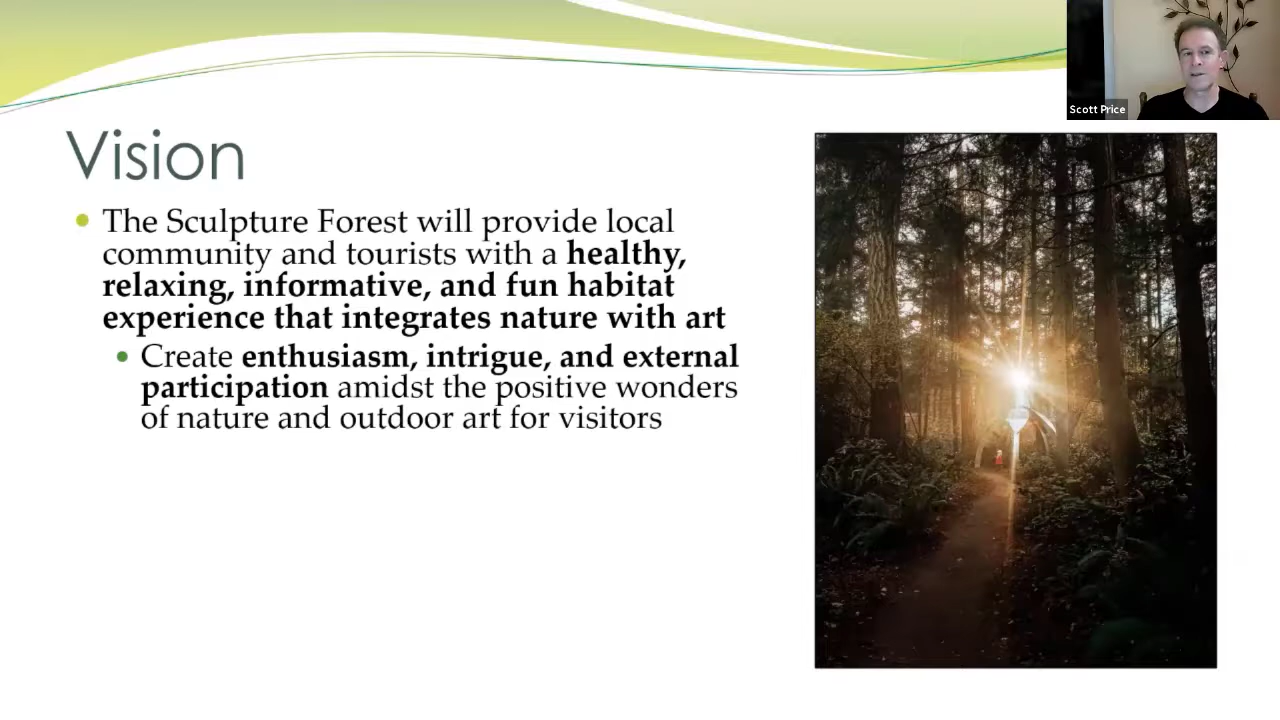 Scott Price
Vision
The Sculpture Forest will provide local
community and tourists with a healthy,
relaxing, informative, and fun habitat
experience that integrates nature with art
Create enthusiasm, intrigue, and external
participation amidst the positive wonders
of nature and outdoor art for visitors